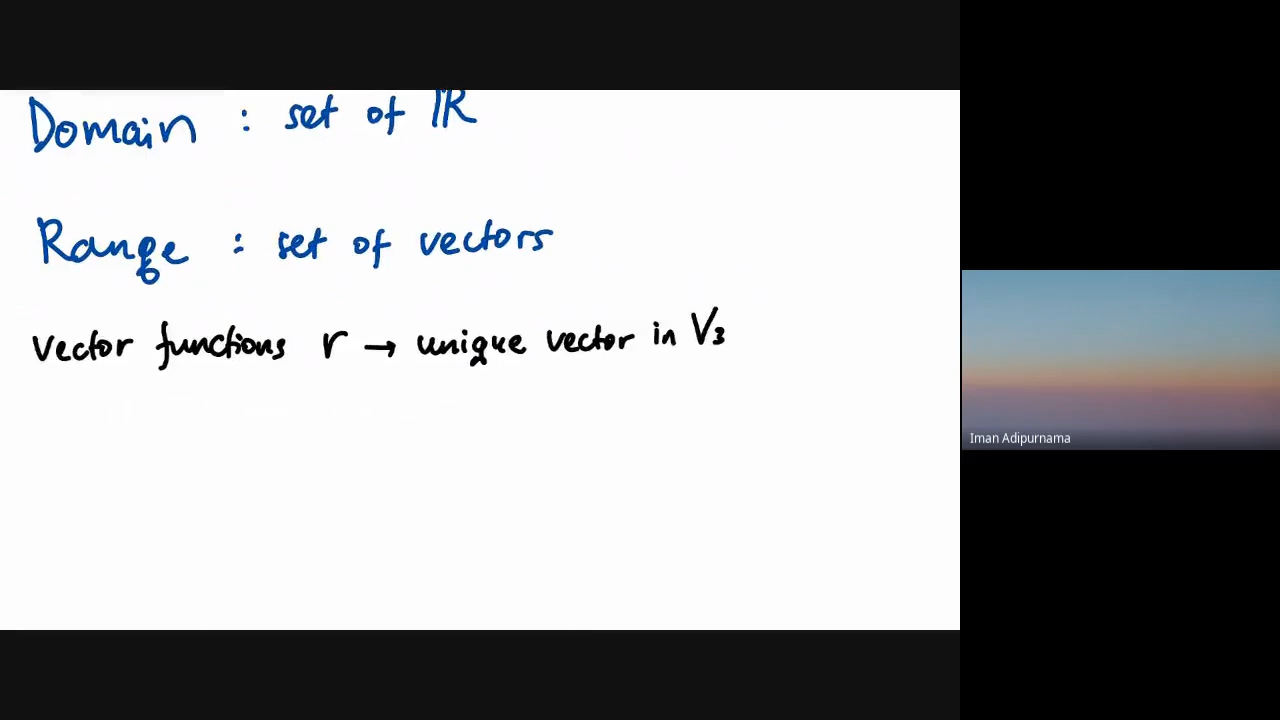 Domain : set of ℝ
Range : set of vectors
vector functions r → unique vector in V₃
Iman Adipurnama